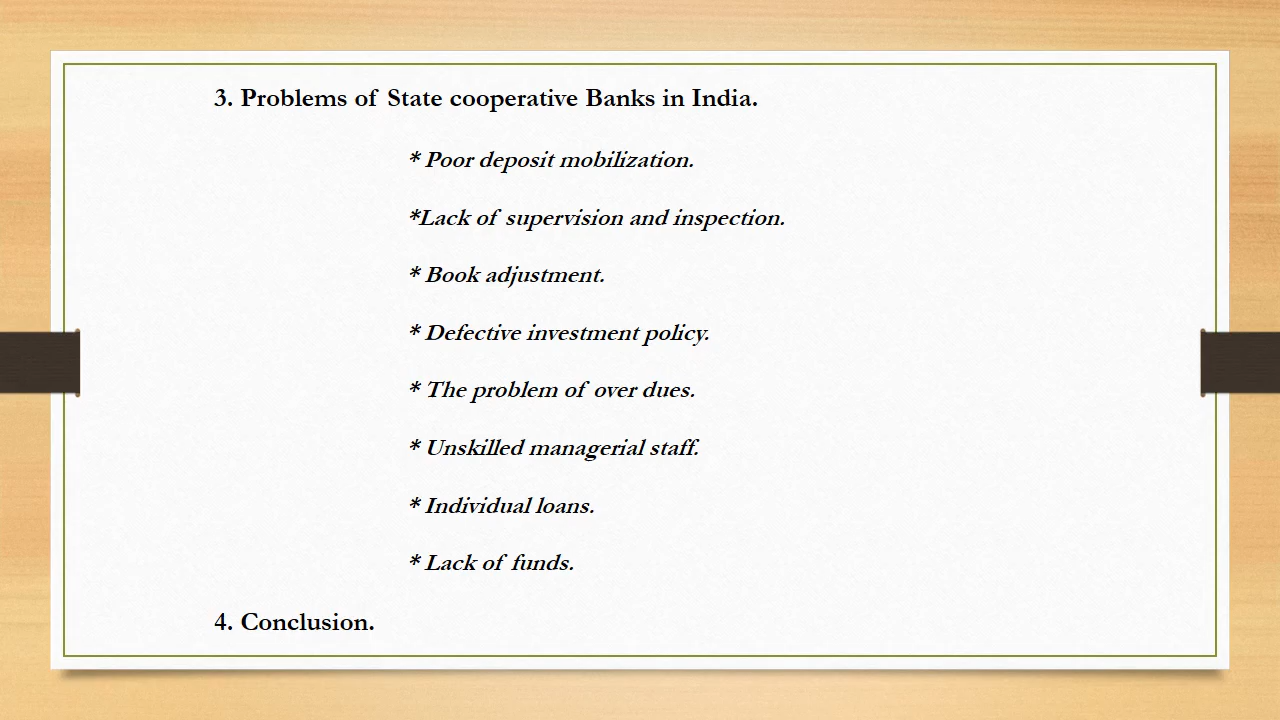 3. Problems of State cooperative Banks in India.
* Poor deposit mobilization.
*Lack of supervision and inspection.
* Book adjustment.
* Defective investment policy.
* The problem of over dues.
* Unskilled managerial staff.
* Individual loans.
* Lack of funds.
4. Conclusion.